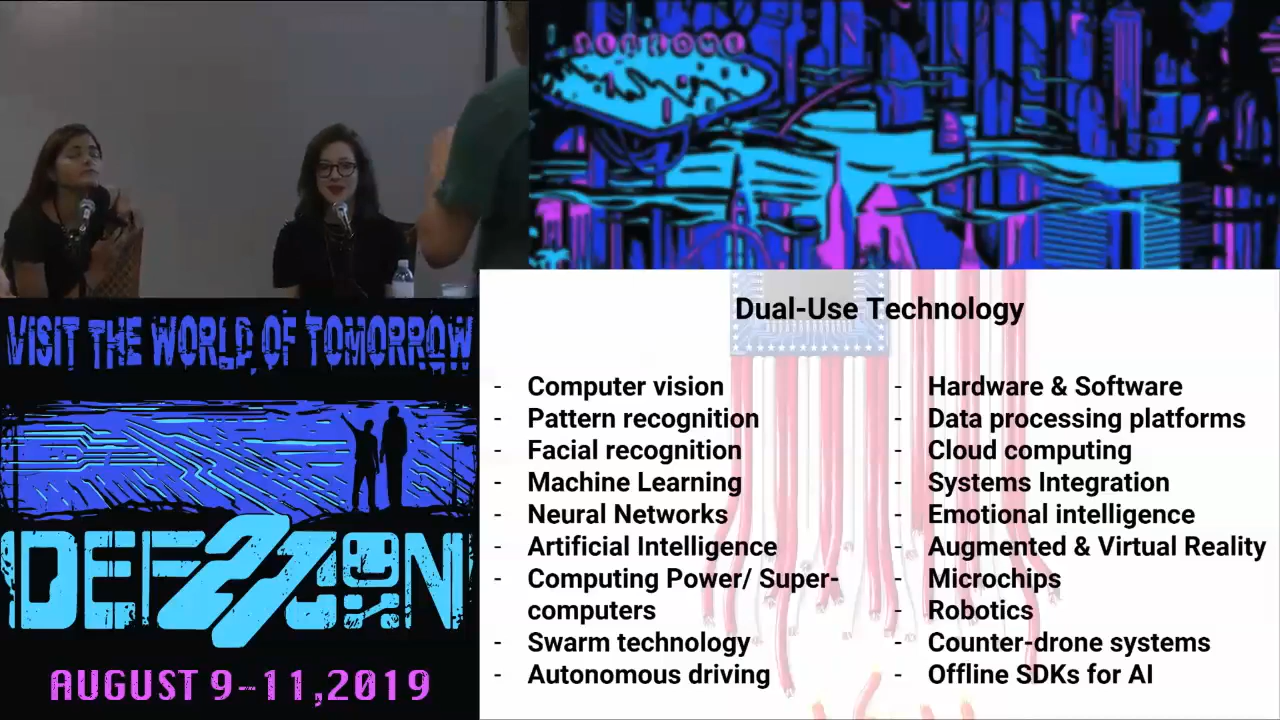 VISIT THE WORLD OF TOMORROW
DEF CON
27
AUGUST 9-11,2019
Dual-Use Technology
- Computer vision
- Pattern recognition
- Facial recognition
- Machine Learning
- Neural Networks
- Artificial Intelligence
- Computing Power/ Super-
computers
- Swarm technology
- Autonomous driving
- Hardware & Software
- Data processing platforms
- Cloud computing
- Systems Integration
- Emotional intelligence
- Augmented & Virtual Reality
- Microchips
- Robotics
- Counter-drone systems
- Offline SDKs for AI